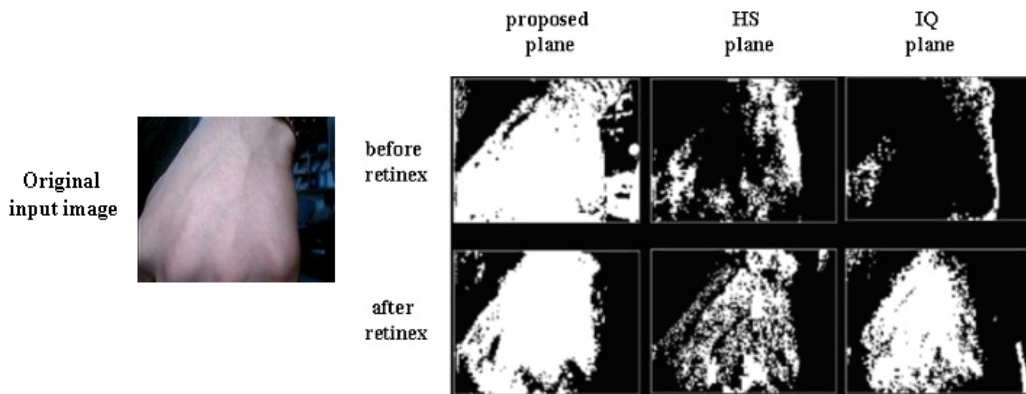 proposed
plane
HS
plane
IQ
plane
before
retinex
Original
input image
after
retinex